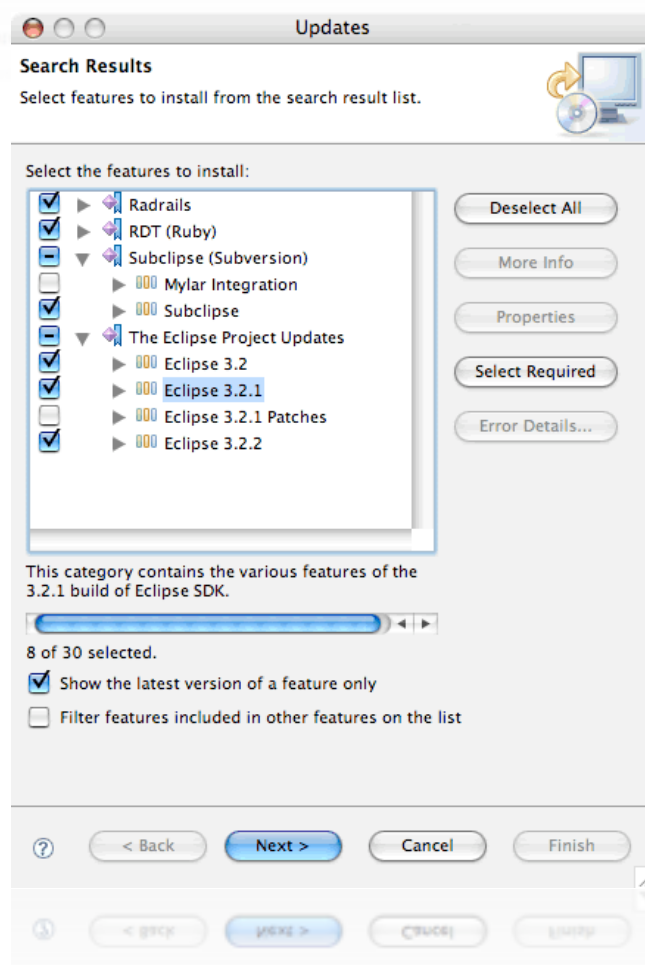 Updates
Search Results
Select features to install from the search result list.
Select the features to install:
Radrails
RDT (Ruby)
Subclipse (Subversion)
Mylar Integration
Subclipse
The Eclipse Project Updates
Eclipse 3.2
Eclipse 3.2.1
Eclipse 3.2.1 Patches
Eclipse 3.2.2
Deselect All
More Info
Properties
Select Required
Error Details...
This category contains the various features of the
3.2.1 build of Eclipse SDK.
8 of 30 selected.
Show the latest version of a feature only
Filter features included in other features on the list
?
< Back
Next >
Cancel
Finish